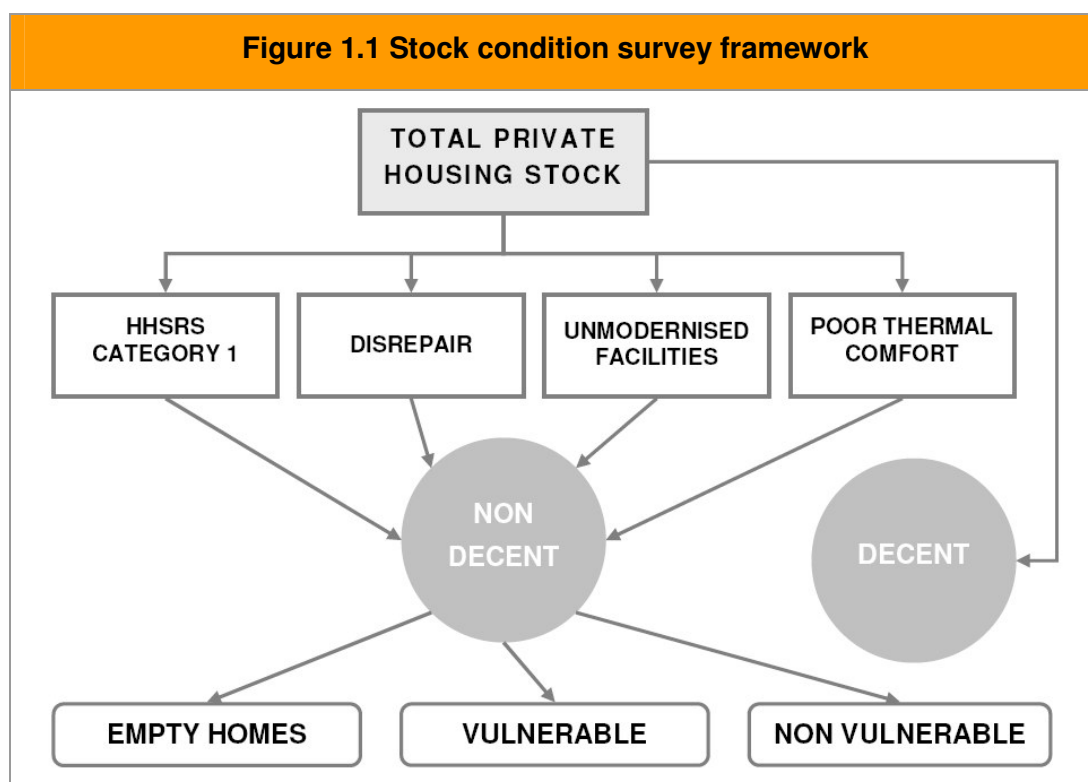 Figure 1.1 Stock condition survey framework
TOTAL PRIVATE
HOUSING STOCK
HHSRS
CATEGORY 1
DISREPAIR
UNMODERNISED
FACILITIES
POOR THERMAL
COMFORT
NON
DECENT
DECENT
EMPTY HOMES
VULNERABLE
NON VULNERABLE